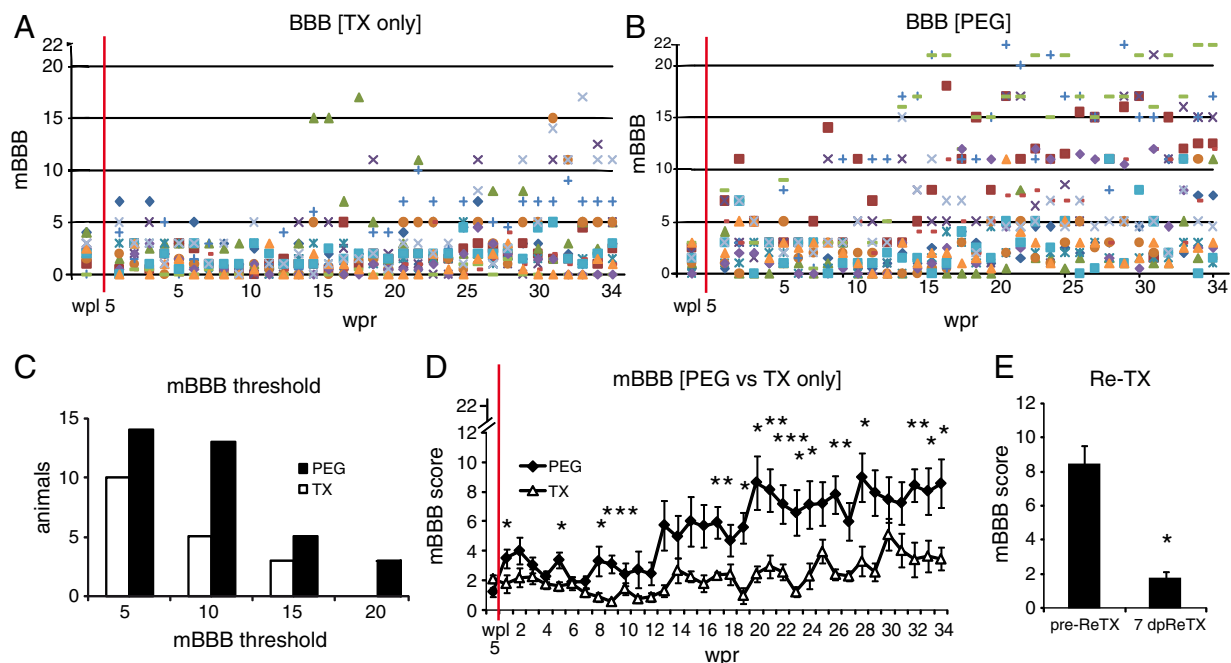 A
BBB [TX only]
22
20
15
10
5
0
mBBB
wpl 5
5
10
15
20
25
30
34
wpr
B
BBB [PEG]
22
20
15
10
5
0
mBBB
wpl 5
5
10
15
20
25
30
34
wpr
C
mBBB threshold
15
10
5
0
animals
PEG
TX
5
10
15
20
mBBB threshold
D
mBBB [PEG vs TX only]
22
12
10
8
6
4
2
0
mBBB score
PEG
TX
* * * * * * * * * * * * * * * * * * * * * * *
wpl
5
2
4
6
8
10
12
14
16
18
20
22
24
26
28
30
32
34
wpr
E
Re-TX
12
10
8
6
4
2
0
mBBB score
*
pre-ReTX
7 dpReTX